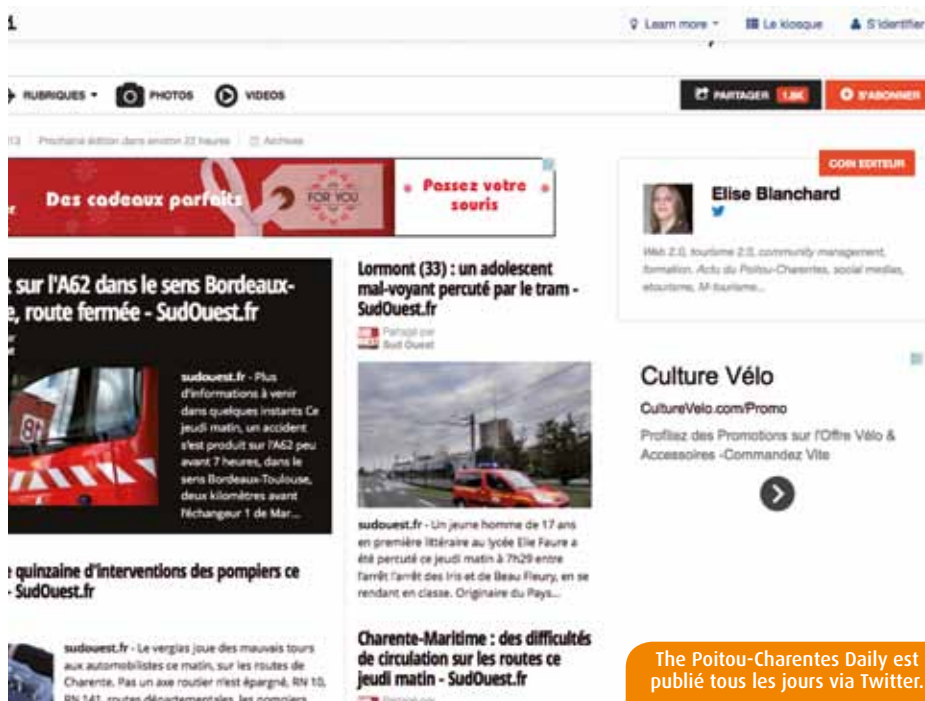 Learn more
Le kiosque
S'identifier
RUBRIQUES
PHOTOS
VIDEOS
PARTAGER 1.8K
S'ABONNER
Prochaine édition dans environ 22 heures
Archives
Des cadeaux parfaits
FOR YOU
Passez votre
souris
COIN EDITEUR
Elise Blanchard
Web 2.0, tourisme 2.0, community management,
formation. Actu du Poitou-Charentes, social medias,
etourisme, M-tourisme...
sur l'A62 dans le sens Bordeaux-
, route fermée - SudOuest.fr
sudouest.fr - Plus
d'informations à venir
dans quelques instants Ce
jeudi matin, un accident
s'est produit sur l'A62 peu
avant 7 heures, dans le
sens Bordeaux-Toulouse,
deux kilomètres avant
l'échangeur 1 de Mar...
quinzaine d'interventions des pompiers ce
- SudOuest.fr
sudouest.fr - Le verglas joue des mauvais tours
aux automobilistes ce matin, sur les routes de
Charente. Pas un axe routier n'est épargné, RN 10,
RN 141, routes départementales, les pompiers
Lormont (33) : un adolescent
mal-voyant percuté par le tram -
SudOuest.fr
Partagé par
Sud Ouest
sudouest.fr - Un jeune homme de 17 ans
en première littéraire au lycée Elie Faure a
été percuté ce jeudi matin à 7h29 entre
l'arrêt l'arrêt des Iris et de Beau Fleury, en se
rendant en classe. Originaire du Pays...
Charente-Maritime : des difficultés
de circulation sur les routes ce
jeudi matin - SudOuest.fr
Partagé par
Culture Vélo
CultureVelo.com/Promo
Profitez des Promotions sur l'Offre Vélo &
Accessoires -Commandez Vite
The Poitou-Charentes Daily est
publié tous les jours via Twitter.